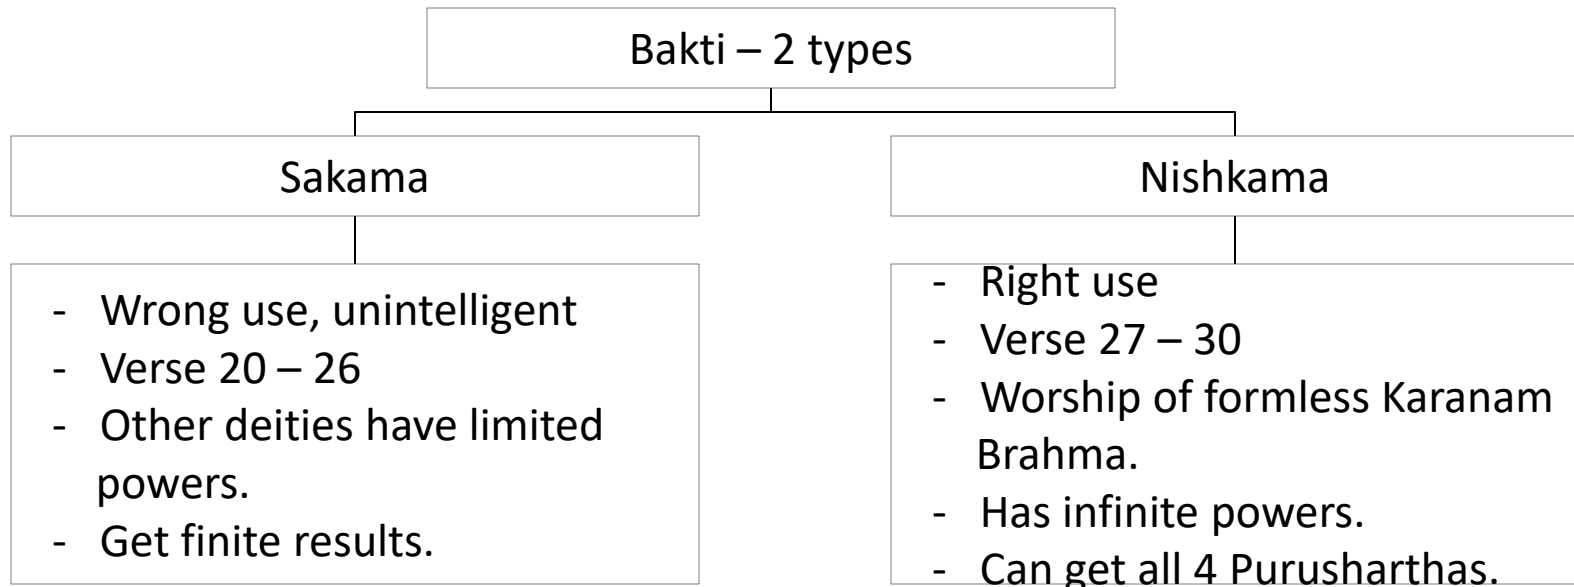 Bakti – 2 types
Sakama
Nishkama
- Wrong use, unintelligent
- Verse 20 – 26
- Other deities have limited
powers.
- Get finite results.
- Right use
- Verse 27 – 30
- Worship of formless Karanam
Brahma.
- Has infinite powers.
- Can get all 4 Purusharthas.